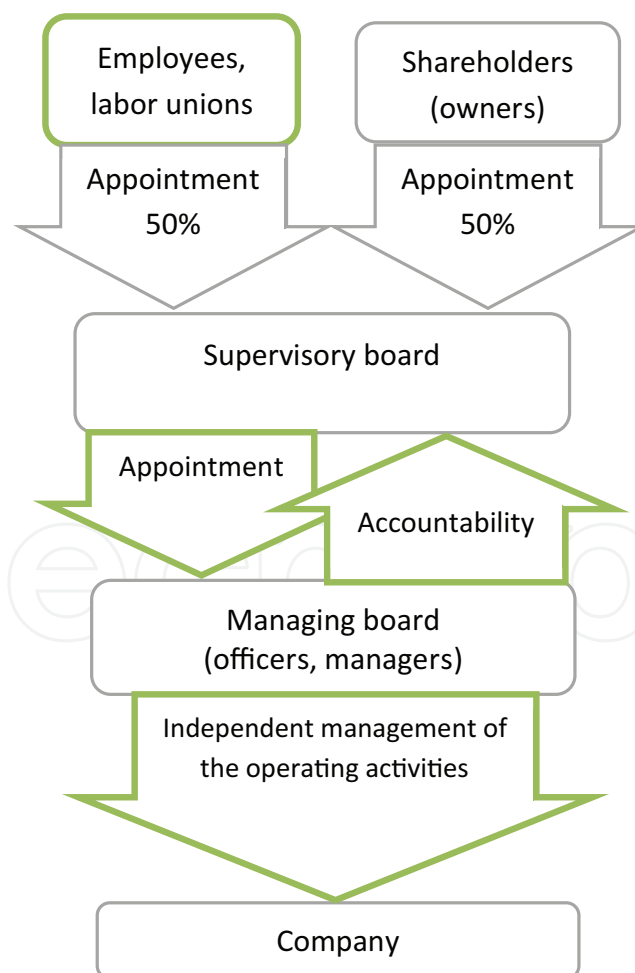 Employees,
labor unions
Shareholders
(owners)
Appointment
50%
Appointment
50%
Supervisory board
Appointment
Accountability
Managing board
(officers, managers)
Independent management of
the operating activities
Company